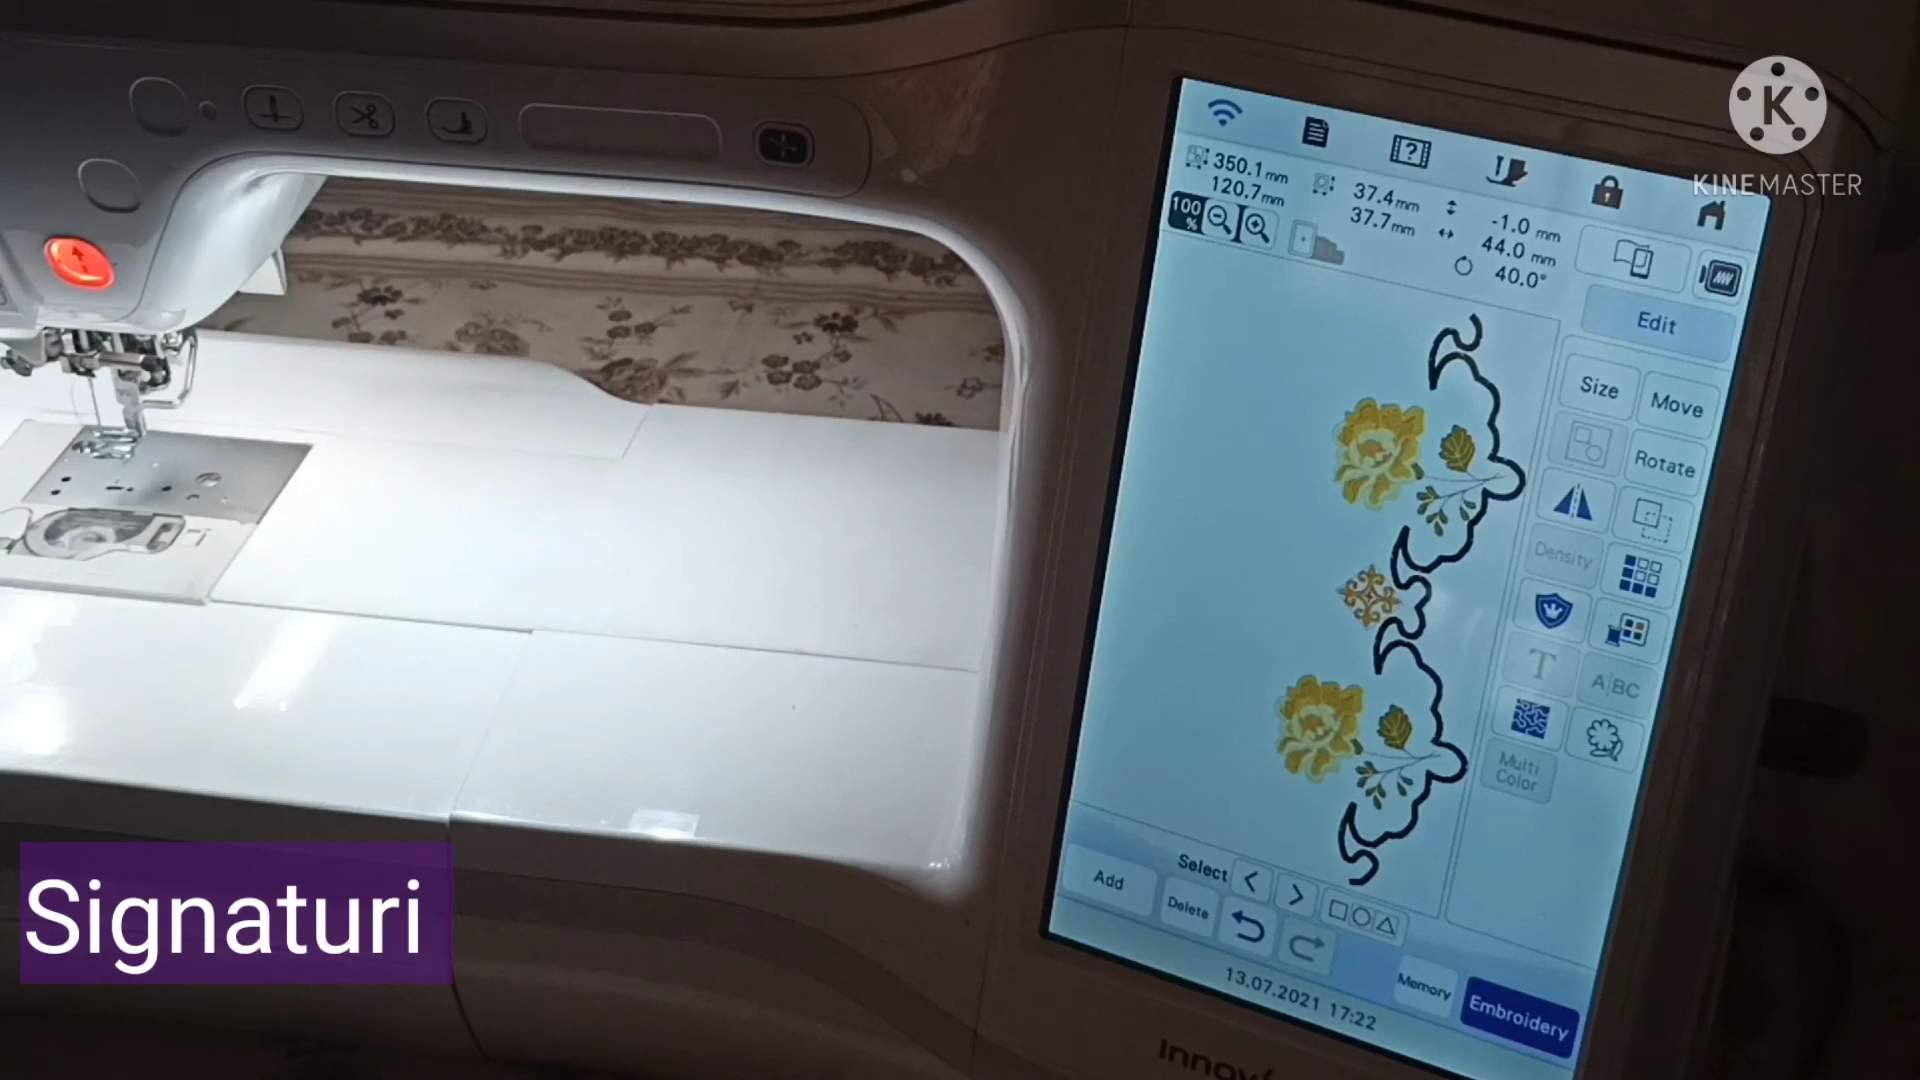 K
KINEMASTER
350.1 mm
120.7 mm
37.4 mm
37.7 mm
-1.0 mm
44.0 mm
40.0°
100 %
Edit
Size
Move
Rotate
Density
T
A BC
Multi Color
Select
Add
Delete
Memory
Embroidery
13.07.2021 17:22
Signaturi